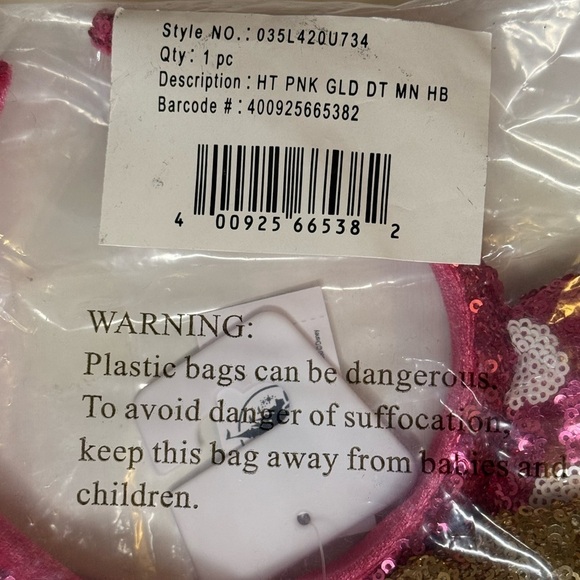 Style NO.: 035L420U734
Qty: 1 pc
Description : HT PNK GLD DT MN HB
Barcode # : 400925665382
4 00925 66538 2
WARNING:
Plastic bags can be dangerous.
To avoid danger of suffocation,
keep this bag away from babies and
children.